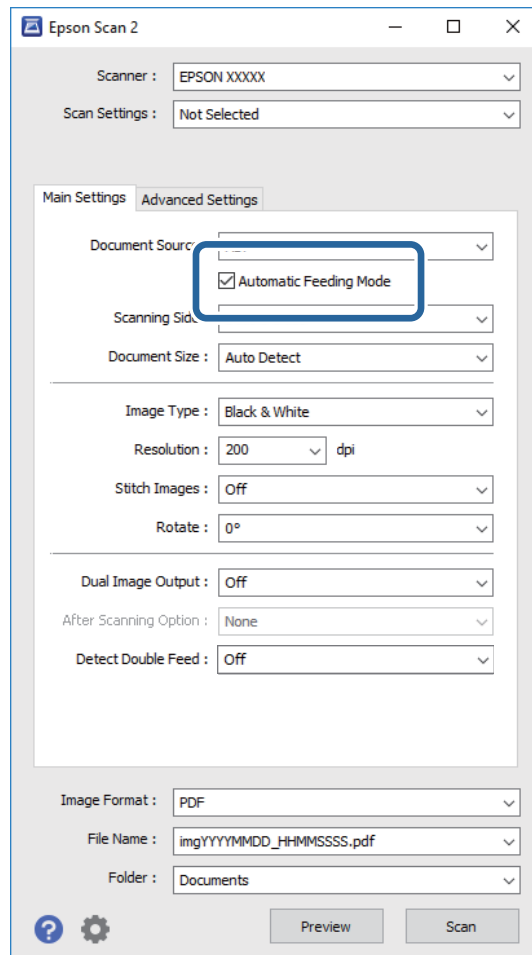 Epson Scan 2
Scanner : EPSON XXXXX
Scan Settings : Not Selected
Main Settings Advanced Settings
Document
Automatic Feeding Mode
Scanning
Document Size : Auto Detect
Image Type : Black & White
Resolution : 200 dpi
Stitch Images : Off
Rotate : 0°
Dual Image Output : Off
After Scanning Option : None
Detect Double Feed : Off
Image Format : PDF
File Name : imgYYYYMMDD_HHMMSSSS.pdf
Folder : Documents
? Preview Scan